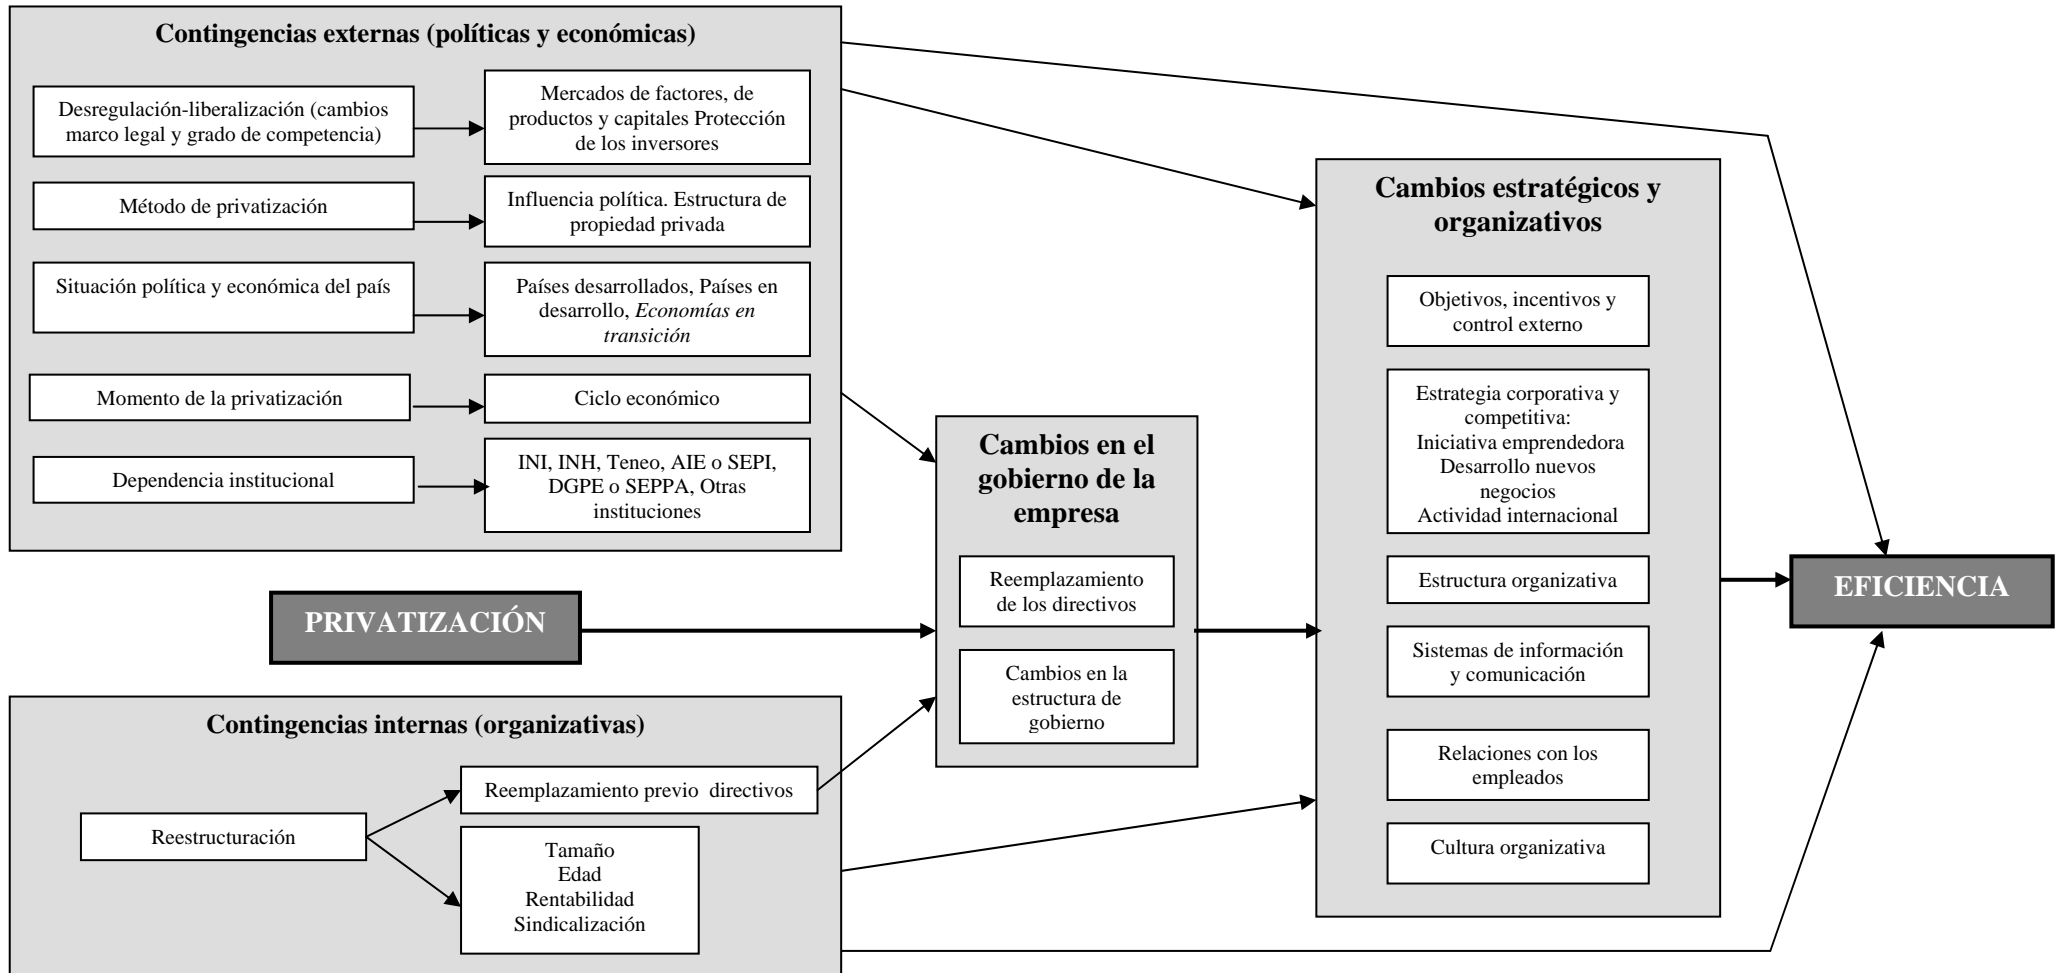 Contingencias externas (políticas y económicas)
Desregulación-liberalización (cambios
marco legal y grado de competencia)
Mercados de factores, de
productos y capitales Protección
de los inversores
Método de privatización
Influencia política. Estructura de
propiedad privada
Situación política y económica del país
Países desarrollados, Países en
desarrollo, Economías en
transición
Momento de la privatización
Ciclo económico
Dependencia institucional
INI, INH, Teneo, AIE o SEPI,
DGPE o SEPPA, Otras
instituciones
PRIVATIZACIÓN
Contingencias internas (organizativas)
Reestructuración
Reemplazamiento previo  directivos
Tamaño
Edad
Rentabilidad
Sindicalización
Cambios en el
gobierno de la
empresa
Reemplazamiento
de los directivos
Cambios en la
estructura de
gobierno
Cambios estratégicos y
organizativos
Objetivos, incentivos y
control externo
Estrategia corporativa y
competitiva:
Iniciativa emprendedora
Desarrollo nuevos
negocios
Actividad internacional
Estructura organizativa
Sistemas de información
y comunicación
Relaciones con los
empleados
Cultura organizativa
EFICIENCIA